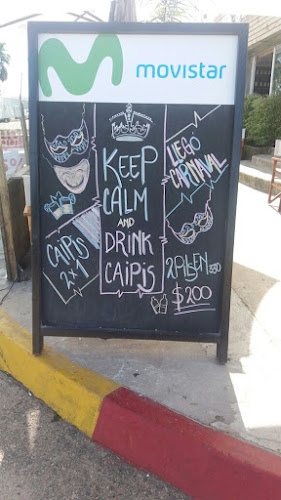 movistar
KEEP
CALM
AND
DRINK
CAIPIS
CAIPIS
2x1
LLEGO
CARNAVAL
2 PILSEN
$200